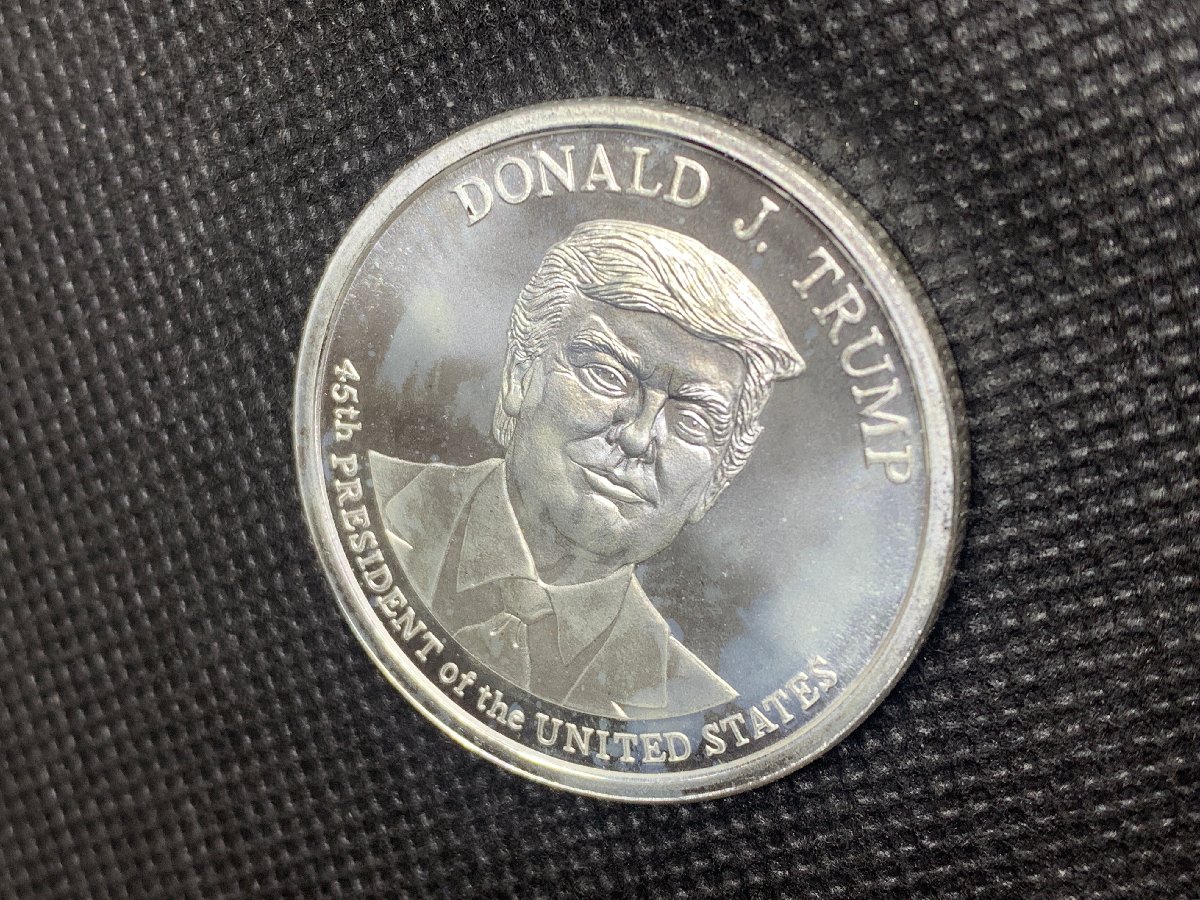 DONALD J. TRUMP
45th PRESIDENT of the UNITED STATES